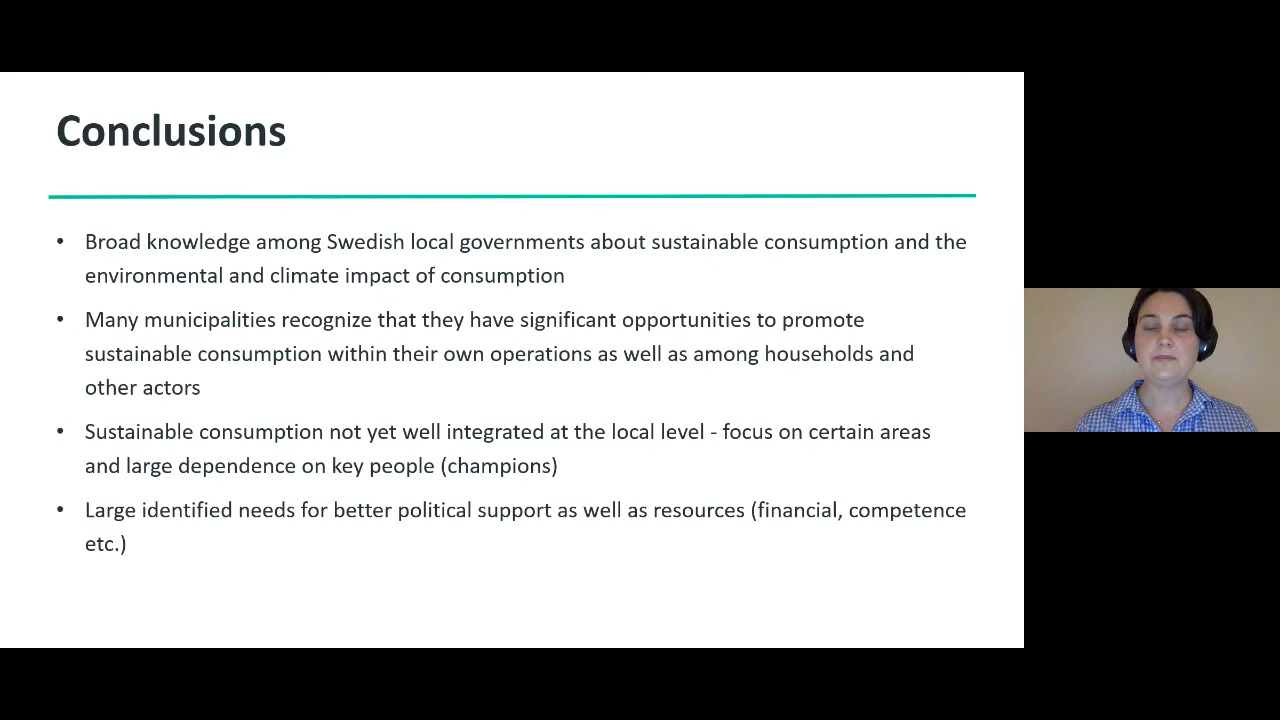 Conclusions
• Broad knowledge among Swedish local governments about sustainable consumption and the
environmental and climate impact of consumption
• Many municipalities recognize that they have significant opportunities to promote
sustainable consumption within their own operations as well as among households and
other actors
• Sustainable consumption not yet well integrated at the local level - focus on certain areas
and large dependence on key people (champions)
• Large identified needs for better political support as well as resources (financial, competence
etc.)